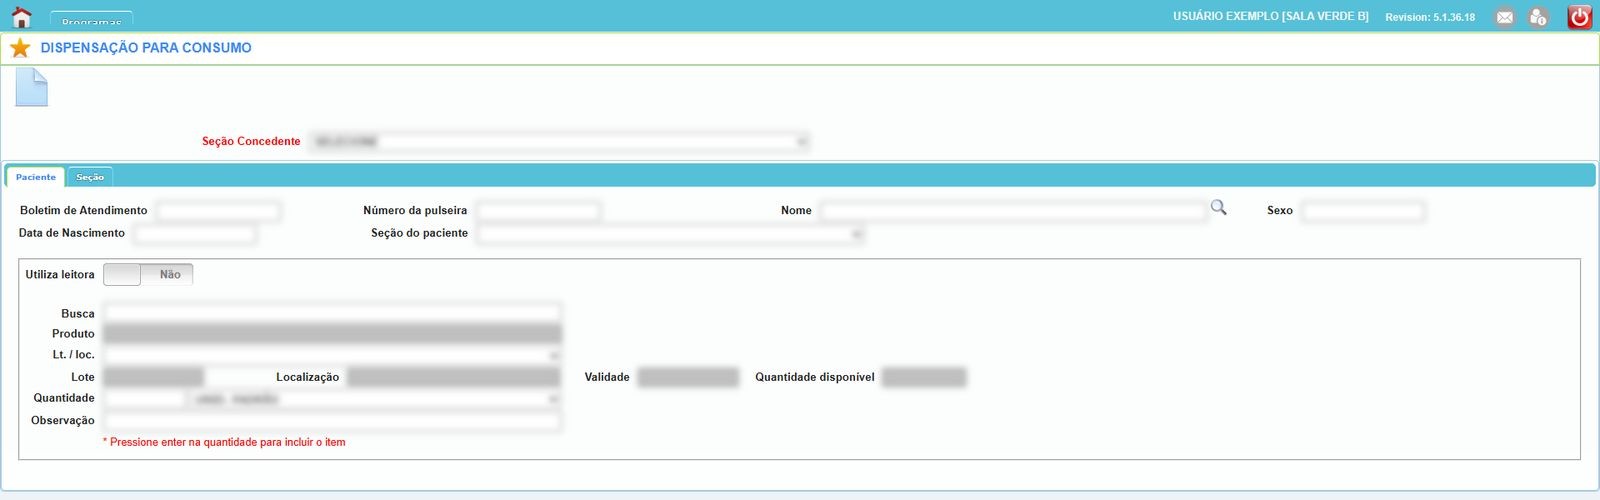 Programas USUÁRIO EXEMPLO [SALA VERDE B] Revision: 5.1.36.18
DISPENSAÇÃO PARA CONSUMO
Seção Concedente SELECIONE
Paciente Seção
Boletim de Atendimento Número da pulseira Nome Sexo
Data de Nascimento Seção do paciente
Utiliza leitora Não
Busca
Produto
Lt. / loc.
Lote Localização Validade Quantidade disponível
Quantidade
Observação
* Pressione enter na quantidade para incluir o item